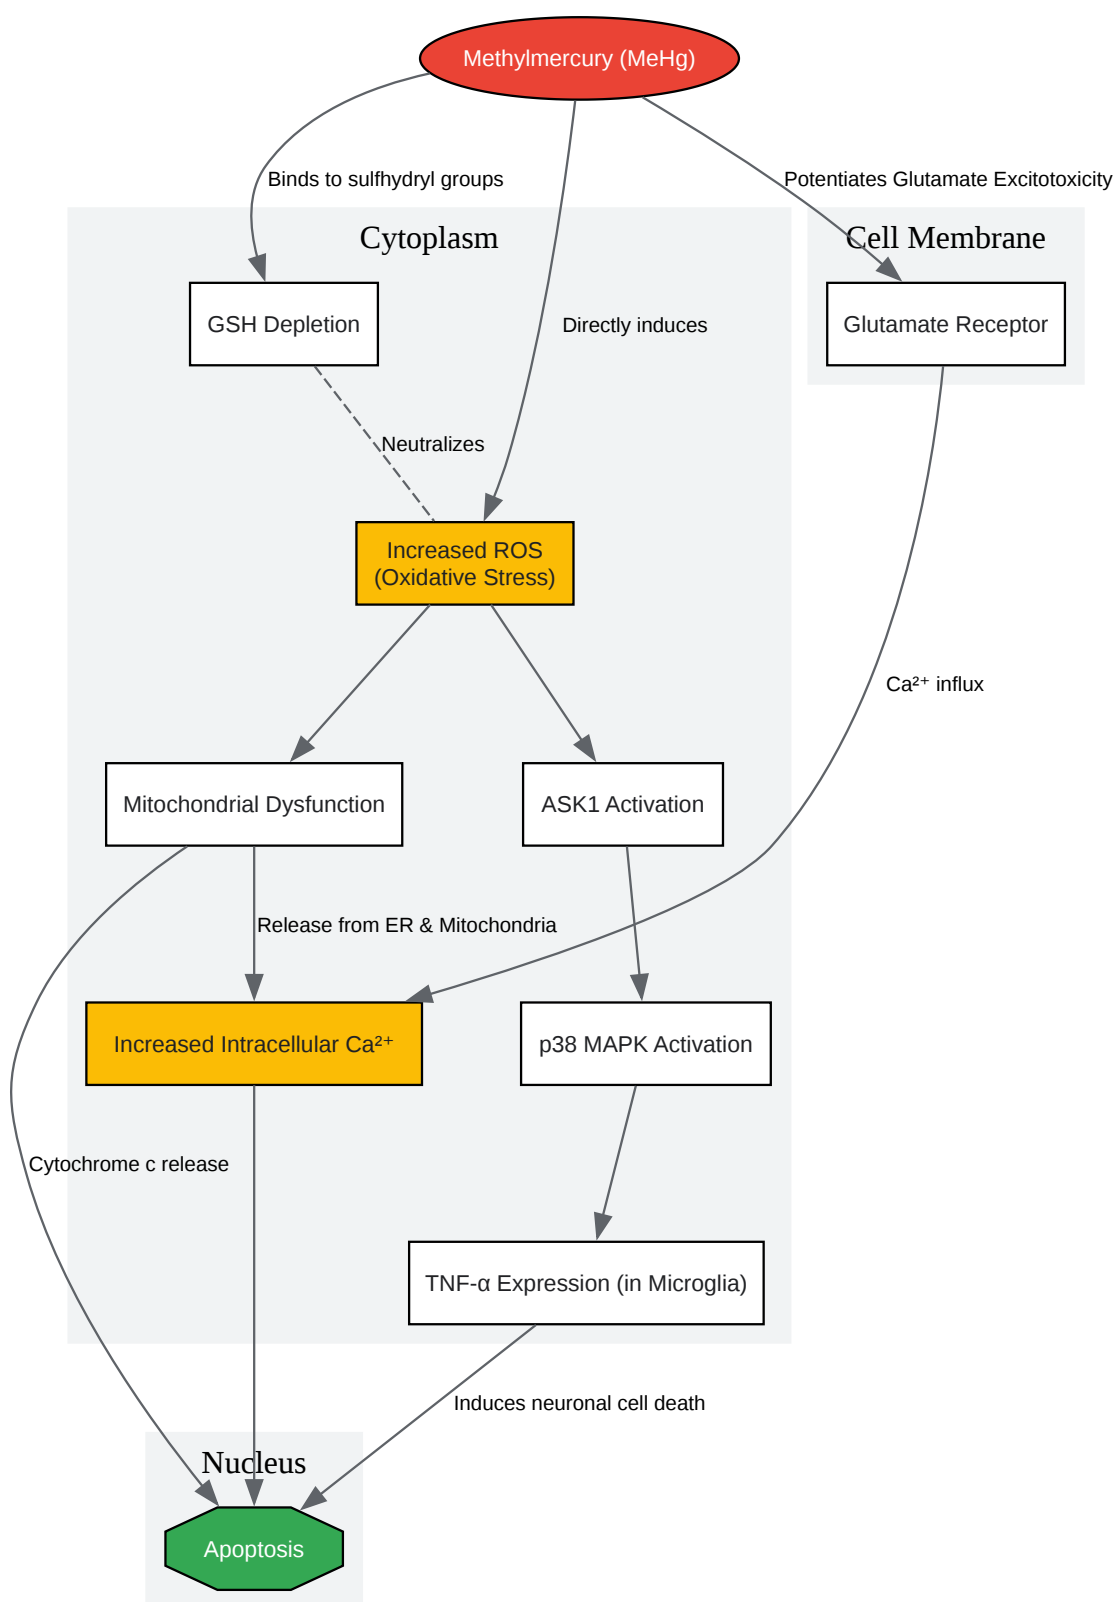 Methylmercury (MeHg)
Binds to sulfhydryl groups
Potentiates Glutamate Excitotoxicity
Cytoplasm
Cell Membrane
GSH Depletion
Directly induces
Glutamate Receptor
Neutralizes
Increased ROS
(Oxidative Stress)
Ca²⁺ influx
Mitochondrial Dysfunction
ASK1 Activation
Release from ER & Mitochondria
Increased Intracellular Ca²⁺
p38 MAPK Activation
Cytochrome c release
TNF-α Expression (in Microglia)
Induces neuronal cell death
Nucleus
Apoptosis